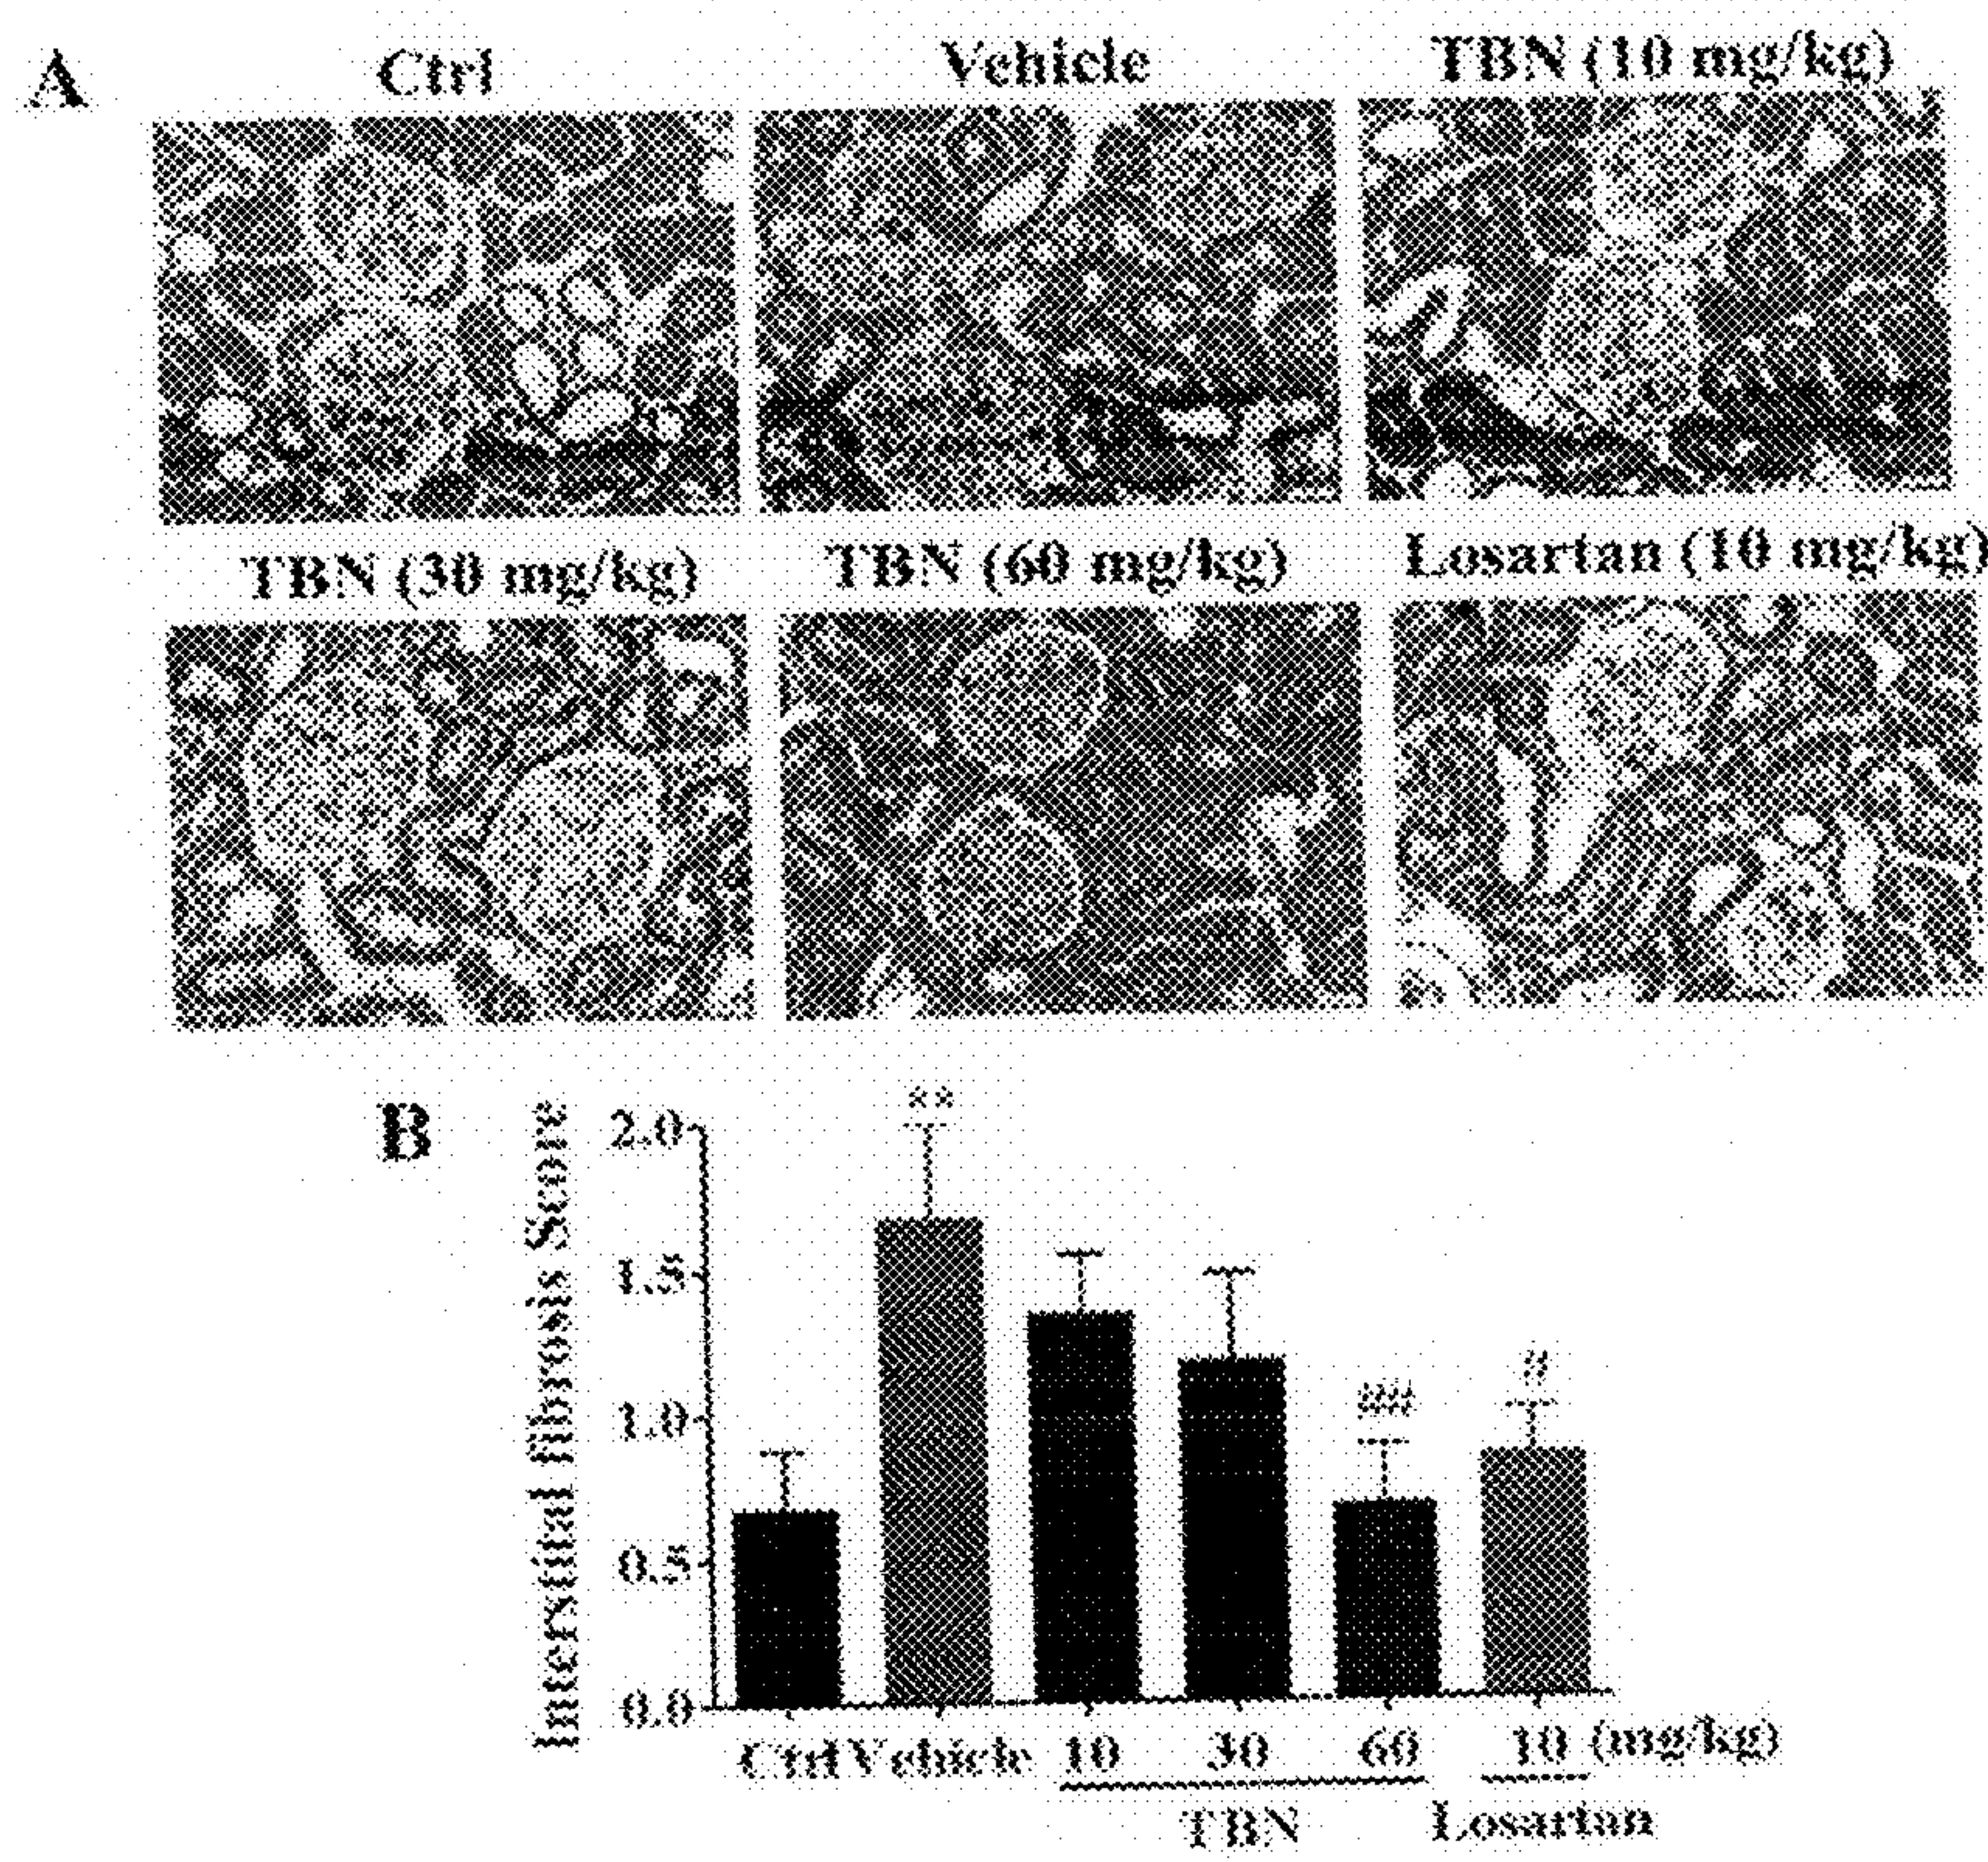 A
Ctrl
Vehicle
TBN (10 mg/kg)
TBN (30 mg/kg)
TBN (60 mg/kg)
Losartan (10 mg/kg)
B
Interstital fibrosis Score
2.0
1.5
1.0
0.5
0.0
**
##
#
Ctrl Vehicle 10 30 60 10 (mg/kg)
TBN Losartan